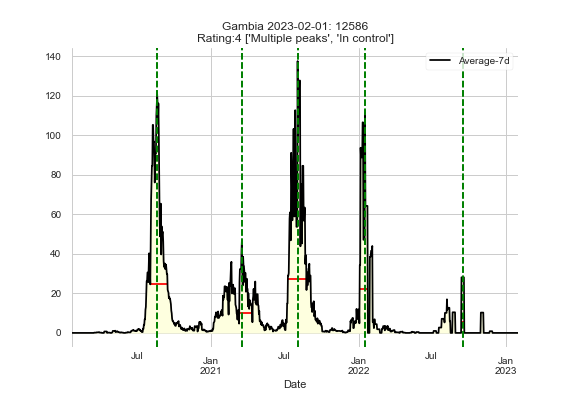 Gambia 2023-02-01: 12586
Rating:4 ['Multiple peaks', 'In control']
Average-7d
140
120
100
80
60
40
20
0
Jul
Jan
2021
Jul
Jan
2022
Jul
Jan
2023
Date